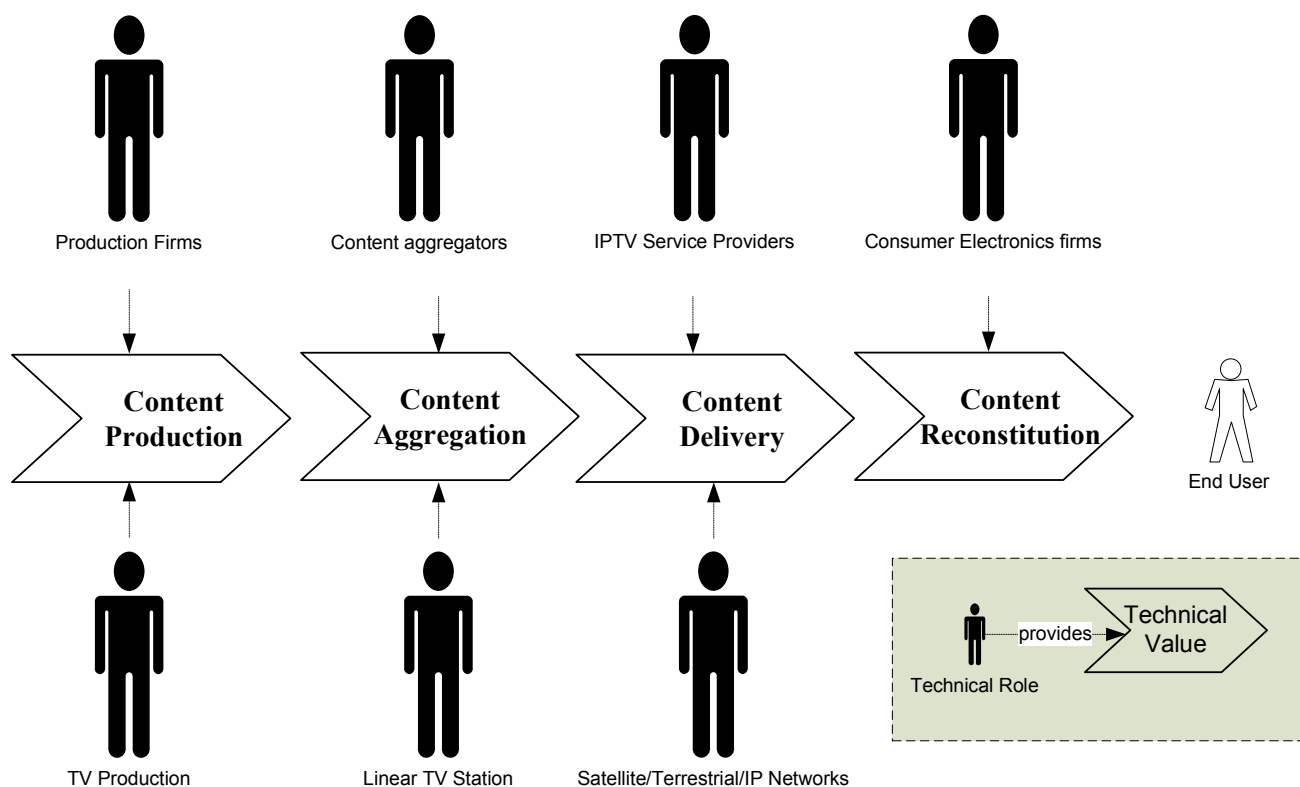 Production Firms
Content aggregators
IPTV Service Providers
Consumer Electronics firms
Content
Production
Content
Aggregation
Content
Delivery
Content
Reconstitution
End User
provides
Technical
Value
Technical Role
TV Production
Linear TV Station
Satellite/Terrestrial/IP Networks